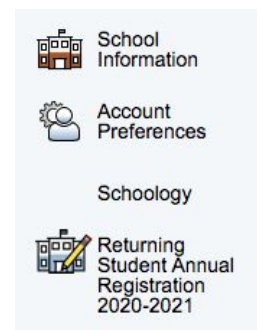 School
Information
Account
Preferences
Schoology
Returning
Student Annual
Registration
2020-2021